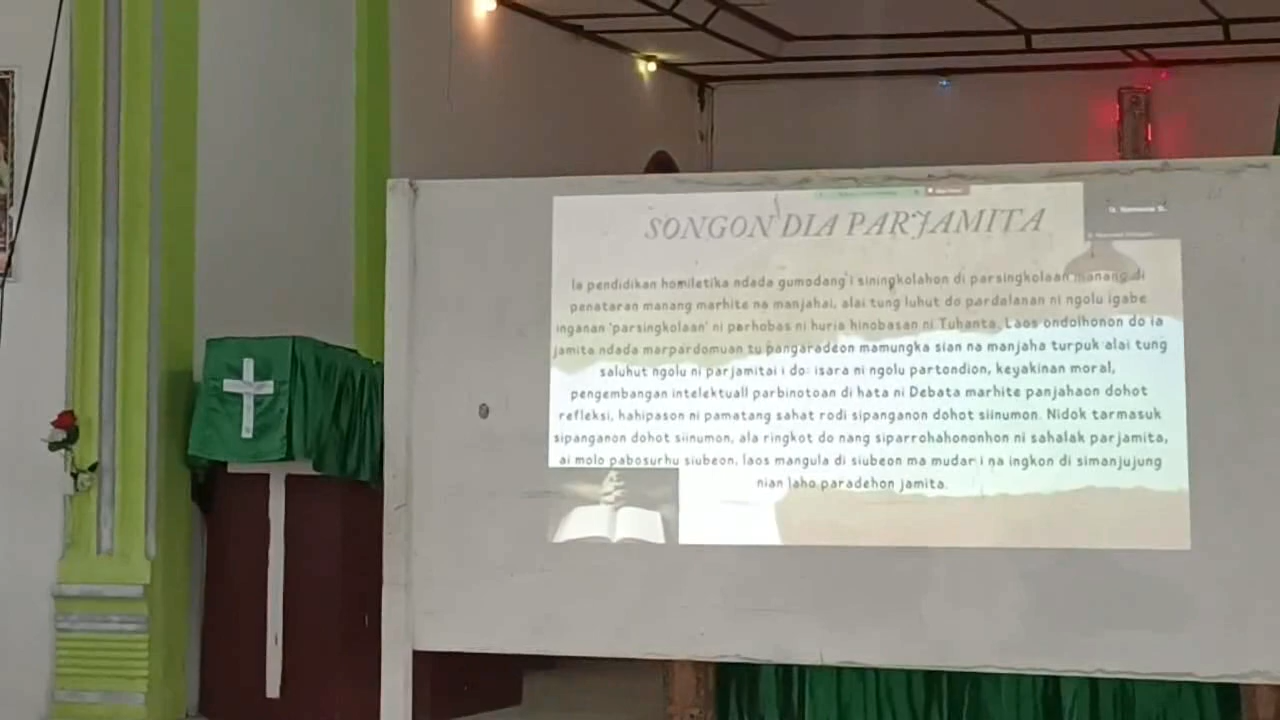 SONGON DIA PARJAMITA
Ia pendidikan homiletika ndada gumodang i siningkolahon di parsingkolaan manang di
penataran manang marhite na manjahai, alai tung luhut do pardalanan ni ngolu igabe
inganan 'parsingkolaan' ni parhobas ni huria hinobasan ni Tuhanta. Laos ondolhonon do ia
jamita ndada marpardomuan tu pangaradeon mamungka sian na manjaha turpuk alai tung
saluhut ngolu ni parjamitai i do: isara ni ngolu partondion, keyakinan moral,
pengembangan intelektuall parbinotoan di hata ni Debata marhite panjahaon dohot
refleksi, hahipason ni pamatang sahat rodi sipanganon dohot siinumon. Nidok tarmasuk
sipanganon dohot siinumon, ala ringkot do nang siparrohahononhon ni sahalak parjamita,
ai molo pabosurhu siubeon, laos mangula di siubeon ma mudar i na ingkon di simanjujung
nian laho paradehon jamita.